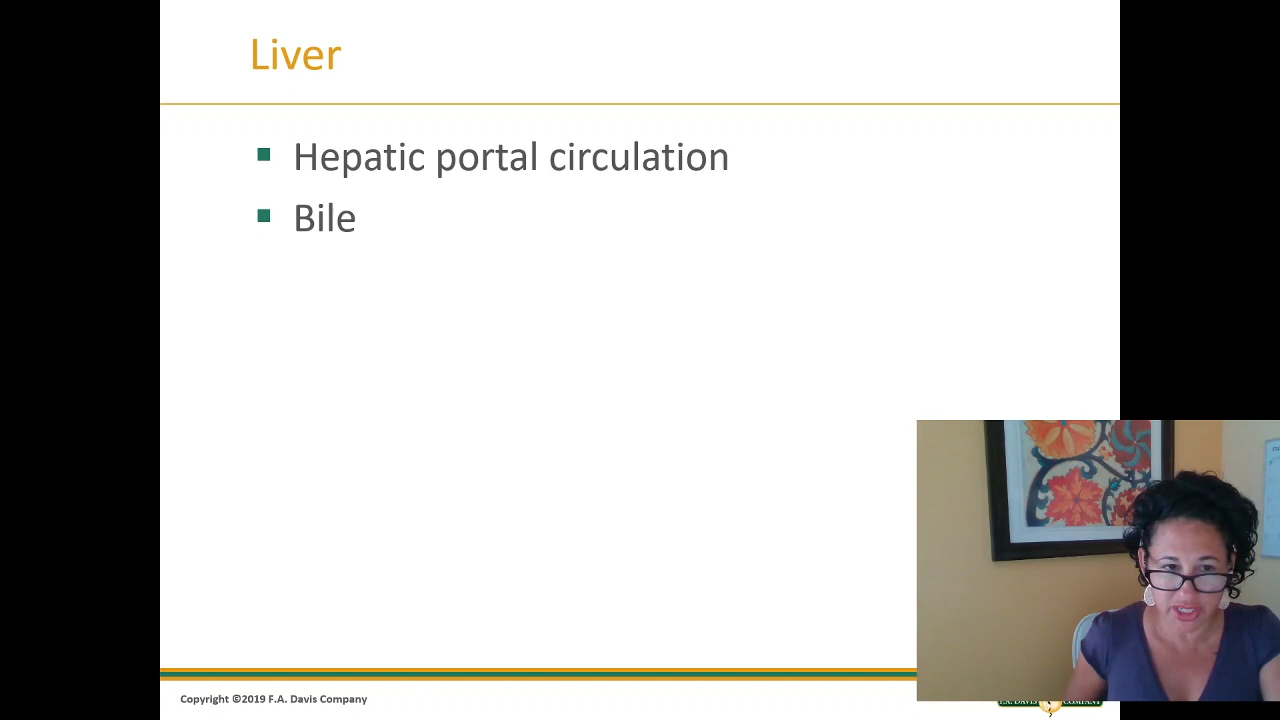 Liver
Hepatic portal circulation
Bile
Copyright ©2019 F.A. Davis Company